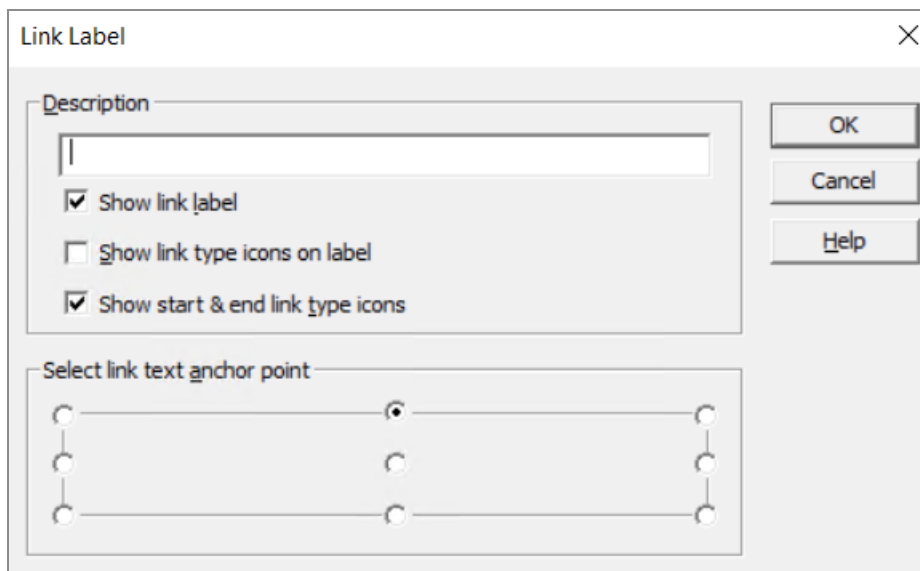 Link Label
Description
OK
Cancel
Show link label
Help
Show link type icons on label
Show start & end link type icons
Select link text anchor point